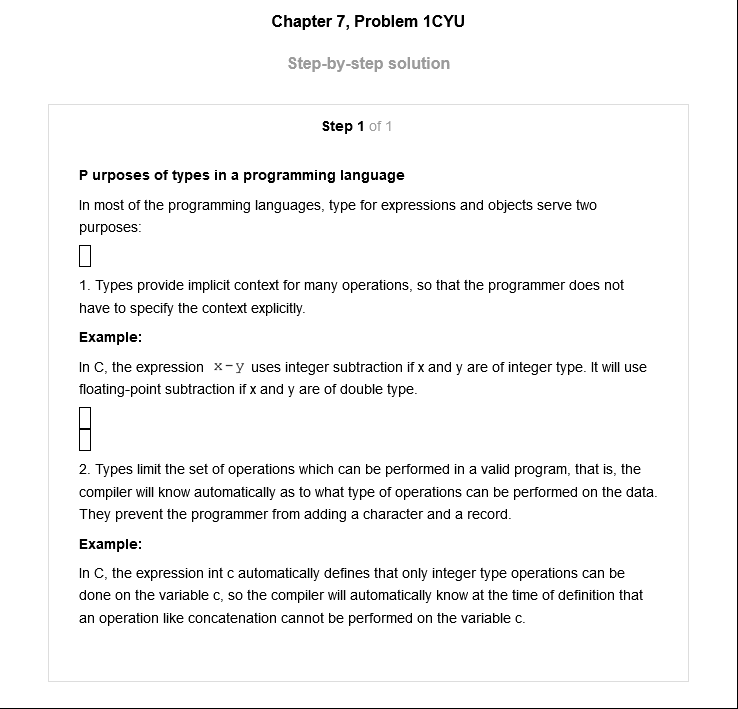 Chapter 7, Problem 1CYU
Step-by-step solution
Step 1 of 1
P urposes of types in a programming language
In most of the programming languages, type for expressions and objects serve two
purposes:
1. Types provide implicit context for many operations, so that the programmer does not
have to specify the context explicitly.
Example:
In C, the expression x-y uses integer subtraction if x and y are of integer type. It will use
floating-point subtraction if x and y are of double type.
2. Types limit the set of operations which can be performed in a valid program, that is, the
compiler will know automatically as to what type of operations can be performed on the data.
They prevent the programmer from adding a character and a record.
Example:
In C, the expression int c automatically defines that only integer type operations can be
done on the variable c, so the compiler will automatically know at the time of definition that
an operation like concatenation cannot be performed on the variable c.